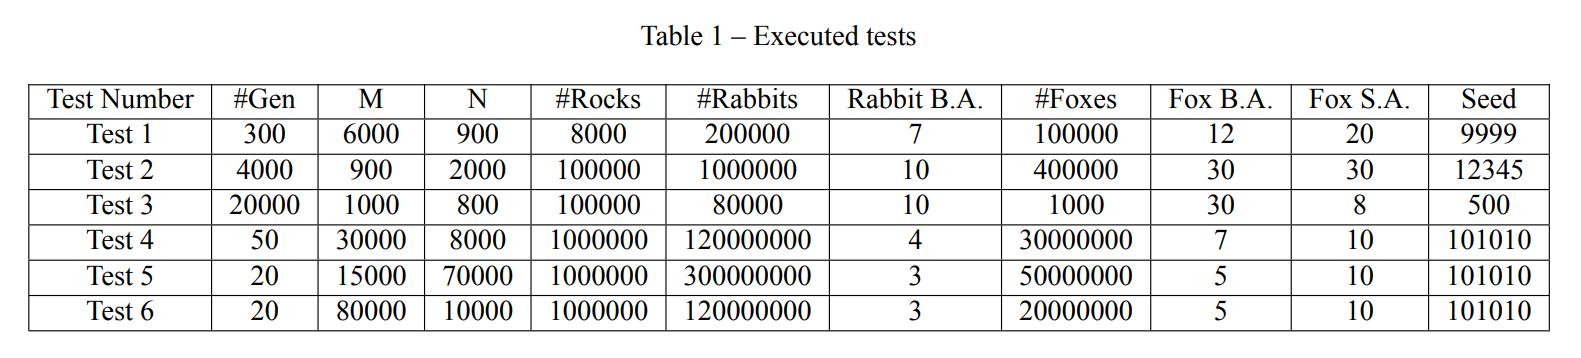 Table 1 – Executed tests
Test Number #Gen M N #Rocks #Rabbits Rabbit B.A. #Foxes Fox B.A. Fox S.A. Seed
Test 1 300 6000 900 8000 200000 7 100000 12 20 9999
Test 2 4000 900 2000 100000 1000000 10 400000 30 30 12345
Test 3 20000 1000 800 100000 80000 10 1000 30 8 500
Test 4 50 30000 8000 1000000 120000000 4 30000000 7 10 101010
Test 5 20 15000 70000 1000000 300000000 3 50000000 5 10 101010
Test 6 20 80000 10000 1000000 120000000 3 20000000 5 10 101010